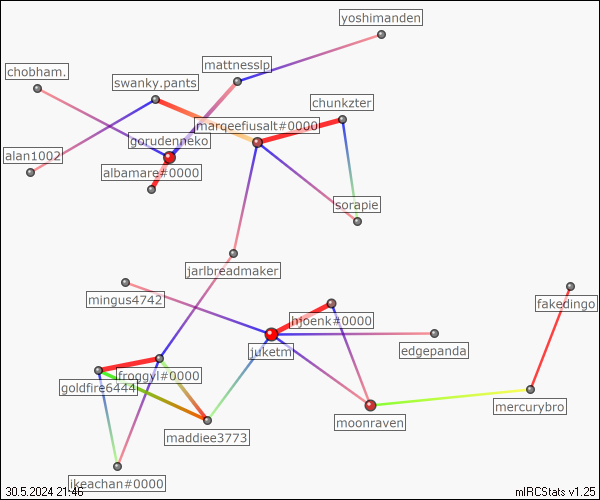 yoshimanden
mattnesslp
chobham.
swanky.pants
chunkzter
marqeefiusalt#0000
gorudenneko
alan1002
albamare#0000
sorapie
jarlbreadmaker
mingus4742
fakedingo
hjoenk#0000
juketm
edgepanda
froggyl#0000
goldfire6444
mercurybro
moonraven
maddiee3773
ikeachan#0000
30.5.2024 21:46
mIRCStats v1.25